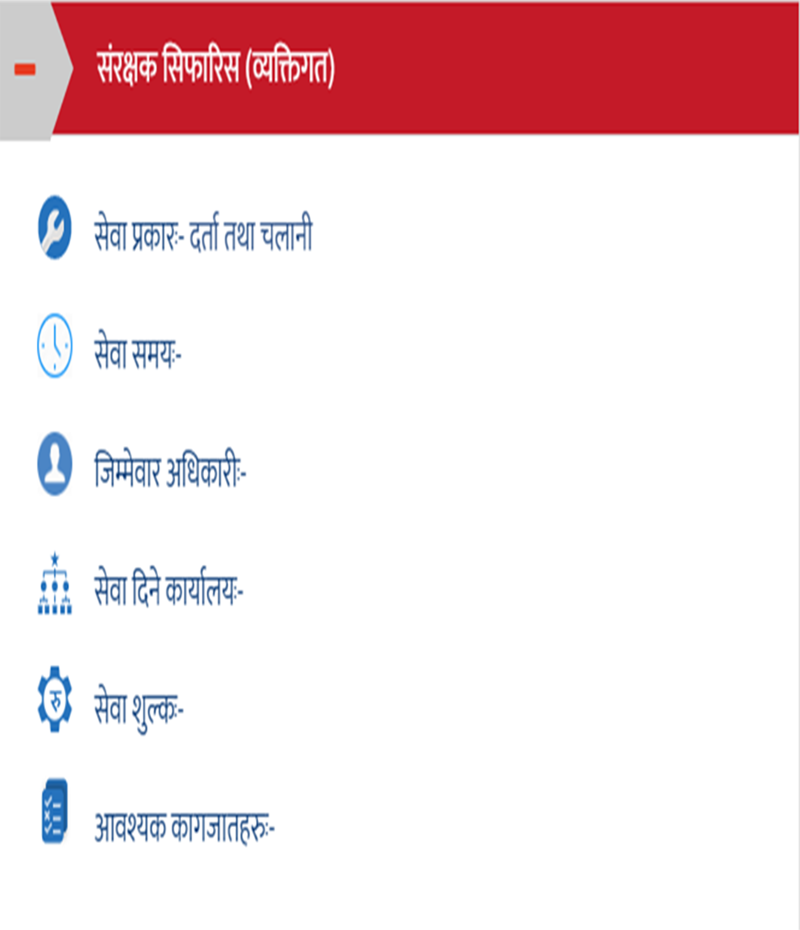 संरक्षक सिफारिस (व्यक्तिगत)
सेवा प्रकारः- दर्ता तथा चलानी
सेवा समयः-
जिम्मेवार अधिकारीः-
सेवा दिने कार्यालयः-
रु
सेवा शुल्कः-
आवश्यक कागजातहरुः-